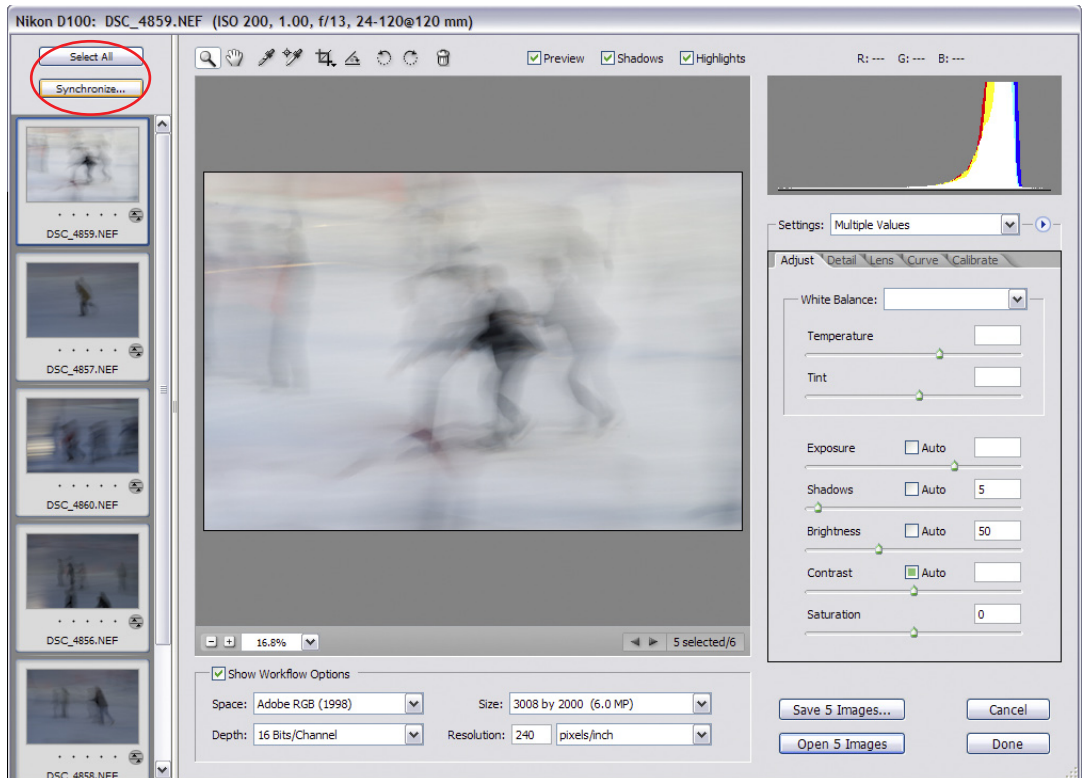 Nikon D100:  DSC_4859.NEF  (ISO 200, 1.00, f/13, 24-120@120 mm)
Select All
Synchronize...
Preview
Shadows
Highlights
R: ---   G: ---   B: ---
DSC_4859.NEF
DSC_4857.NEF
DSC_4860.NEF
DSC_4856.NEF
DSC_4858.NEF
Settings: Multiple Values
Adjust Detail Lens Curve Calibrate
White Balance:
Temperature
Tint
Exposure Auto
Shadows Auto 5
Brightness Auto 50
Contrast Auto
Saturation 0
16.8%
5 selected/6
Show Workflow Options
Space: Adobe RGB (1998)
Size: 3008 by 2000 (6.0 MP)
Depth: 16 Bits/Channel
Resolution: 240 pixels/inch
Save 5 Images...
Cancel
Open 5 Images
Done